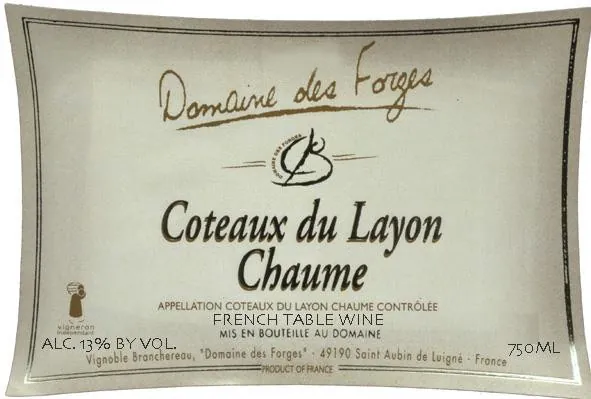 Domaine des Forges
DOMAINE DES FORGES
CB
Coteaux du Layon
Chaume
APPELLATION COTEAUX DU LAYON CHAUME CONTRÔLÉE
FRENCH TABLE WINE
MIS EN BOUTEILLE AU DOMAINE
vigneron
indépendant
ALC. 13% BY VOL.
750ML
Vignoble Branchereau, "Domaine des Forges" - 49190 Saint Aubin de Luigné - France
PRODUCT OF FRANCE